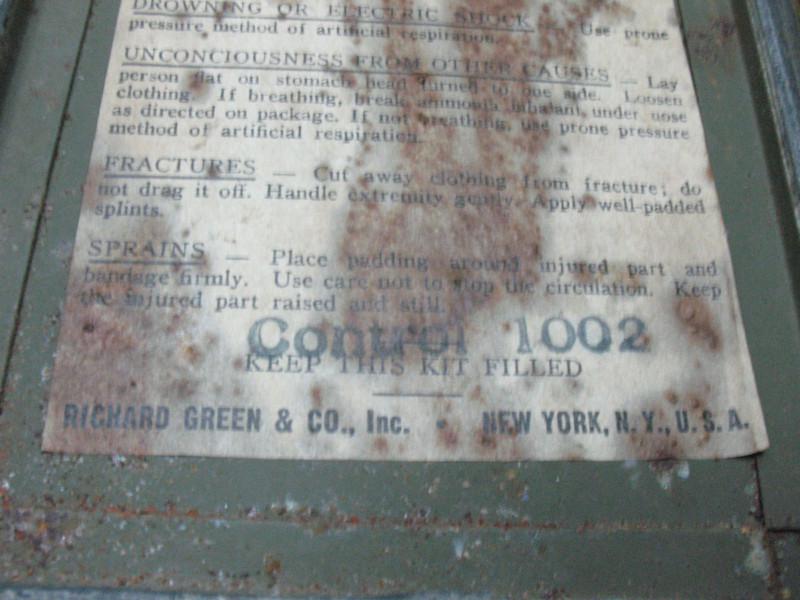 DROWNING OR ELECTRIC SHOCK — Use prone
pressure method of artificial respiration.
UNCONCIOUSNESS FROM OTHER CAUSES — Lay
person flat on stomach head turned to one side. Loosen
clothing. If breathing, break ammonia inhalant under nose
as directed on package. If not breathing, use prone pressure
method of artificial respiration.
FRACTURES — Cut away clothing from fracture; do
not drag it off. Handle extremity gently. Apply well-padded
splints.
SPRAINS — Place padding around injured part and
bandage firmly. Use care not to stop the circulation. Keep
the injured part raised and still.
Control 1002
KEEP THIS KIT FILLED
RICHARD GREEN & CO., Inc. • NEW YORK, N. Y., U. S. A.